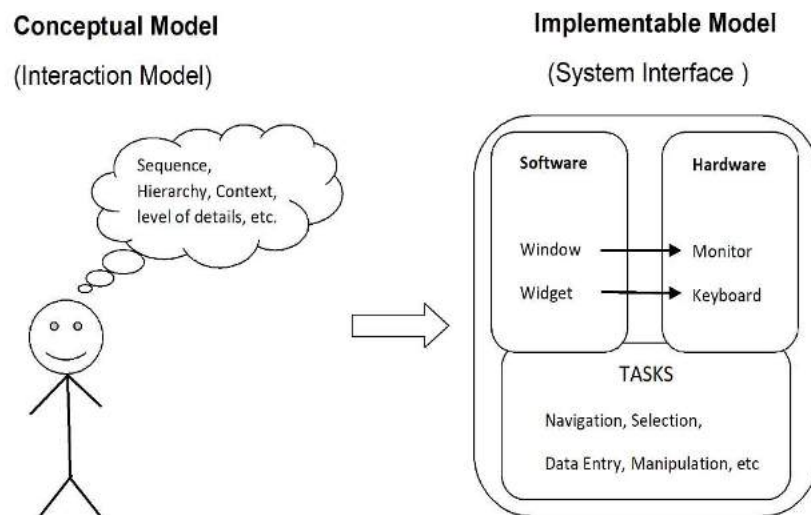 Conceptual Model
(Interaction Model)
Sequence,
Hierarchy, Context,
level of details, etc.
Implementable Model
(System Interface )
Software
Hardware
Window
Monitor
Widget
Keyboard
TASKS
Navigation, Selection,
Data Entry, Manipulation, etc